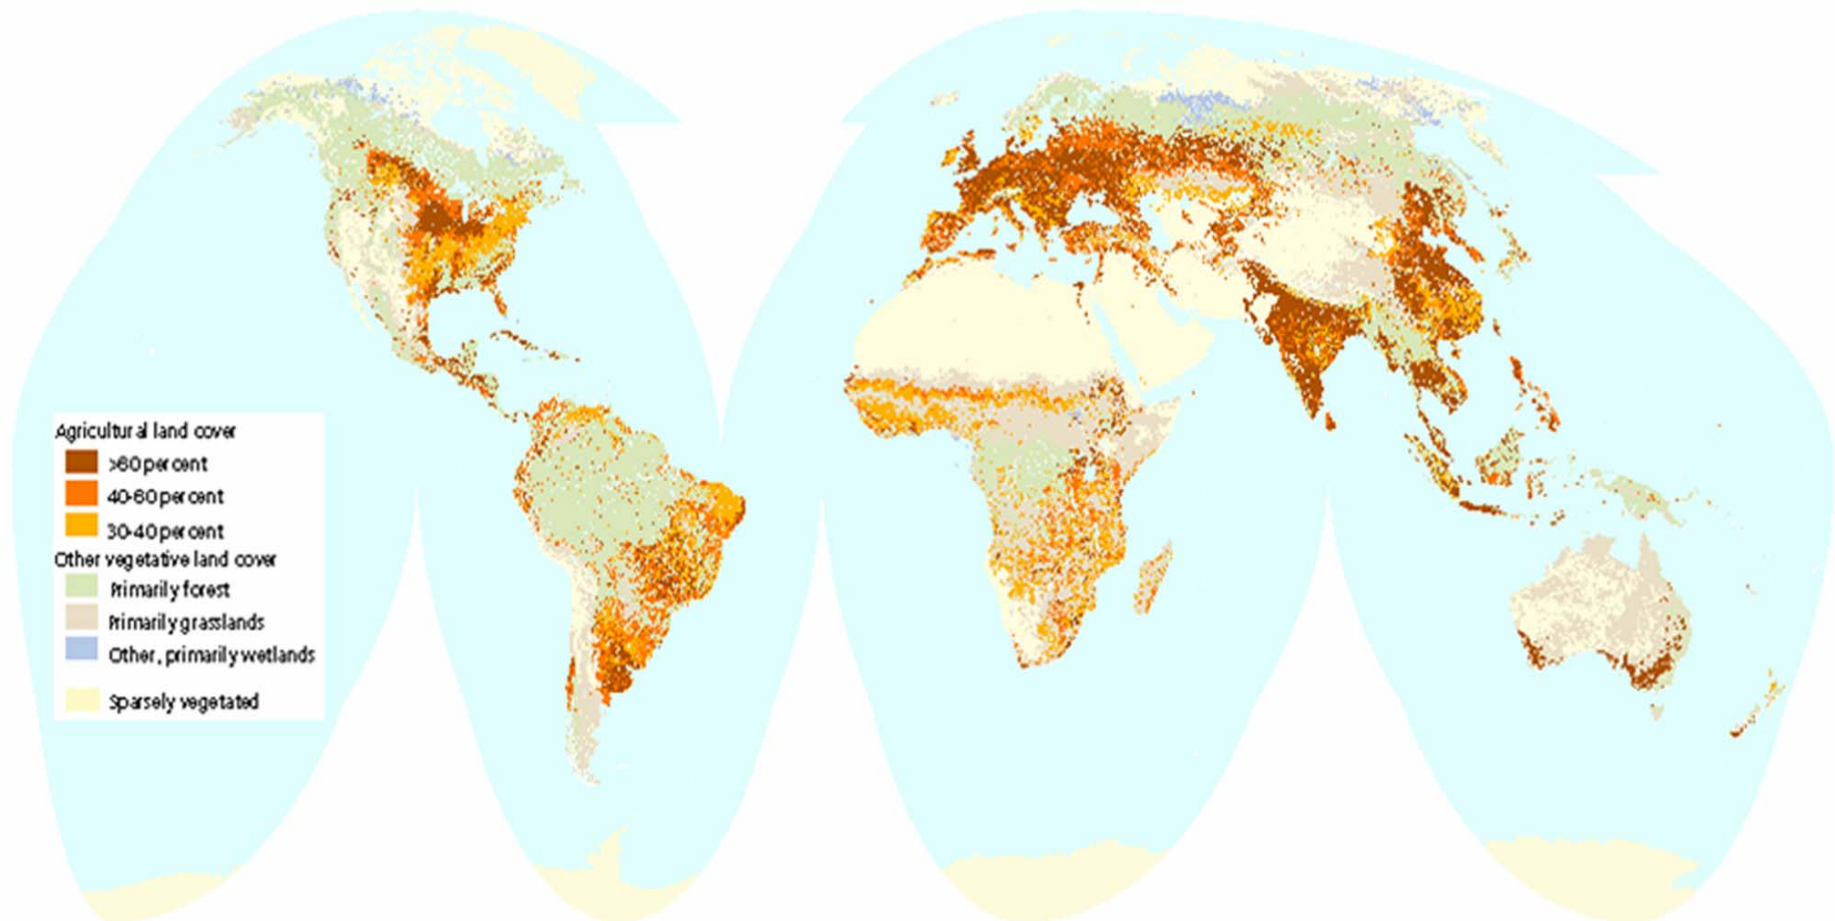 Agricultural land cover
>60 percent
40-60 percent
30-40 percent
Other vegetative land cover
Primarily forest
Primarily grasslands
Other, primarily wetlands
Sparsely vegetated